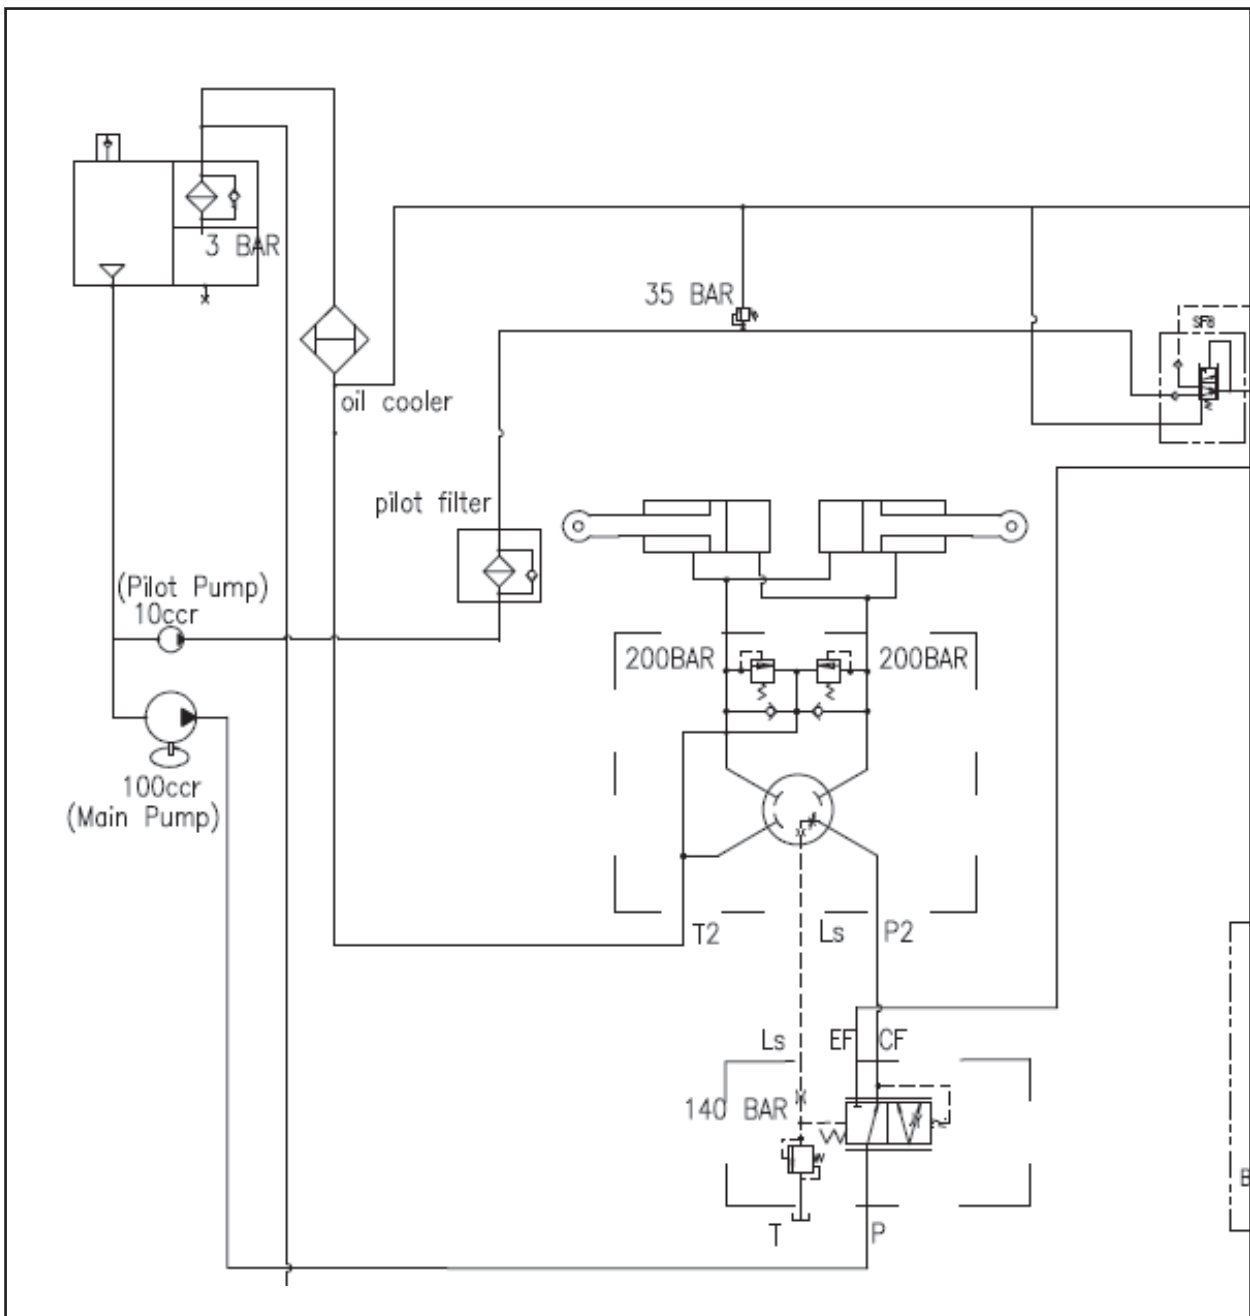 3 BAR
35 BAR
SF8
oil cooler
pilot filter
(Pilot Pump)
10ccr
200BAR
200BAR
100ccr
(Main Pump)
T2
Ls
P2
Ls
EF
CF
140 BAR
B
T
P